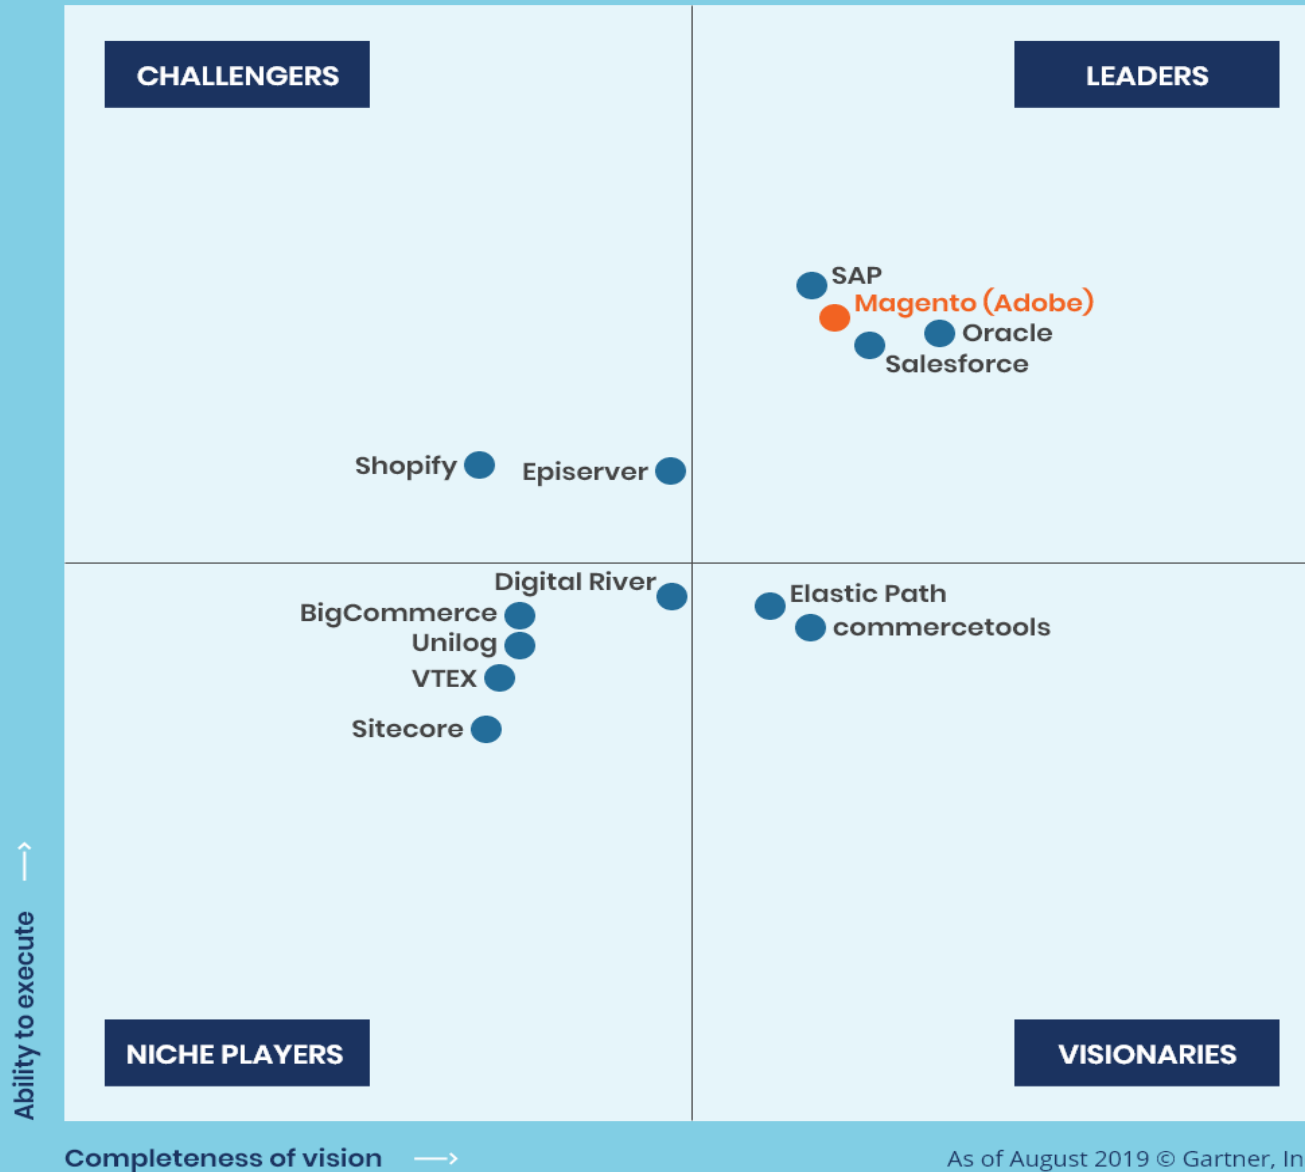 CHALLENGERS
LEADERS
SAP
Magento (Adobe)
Oracle
Salesforce
Shopify
Episerver
Digital River
Elastic Path
BigCommerce
commercetools
Unilog
VTEX
Sitecore
Ability to execute
NICHE PLAYERS
VISIONARIES
Completeness of vision
As of August 2019 © Gartner, In